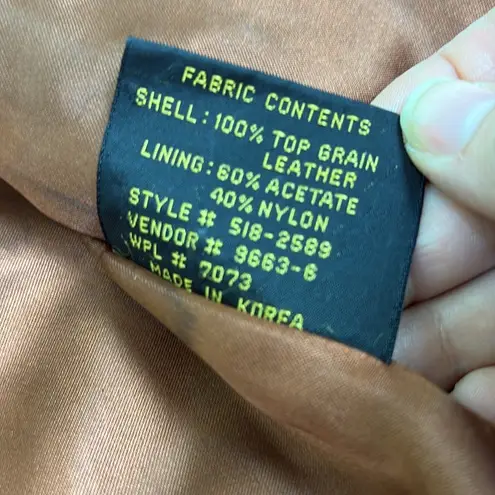 FABRIC CONTENTS
SHELL: 100% TOP GRAIN
LEATHER
LINING: 60% ACETATE
40% NYLON
STYLE # 518-2589
VENDOR # 9663-6
WPL # 7073
MADE IN KOREA